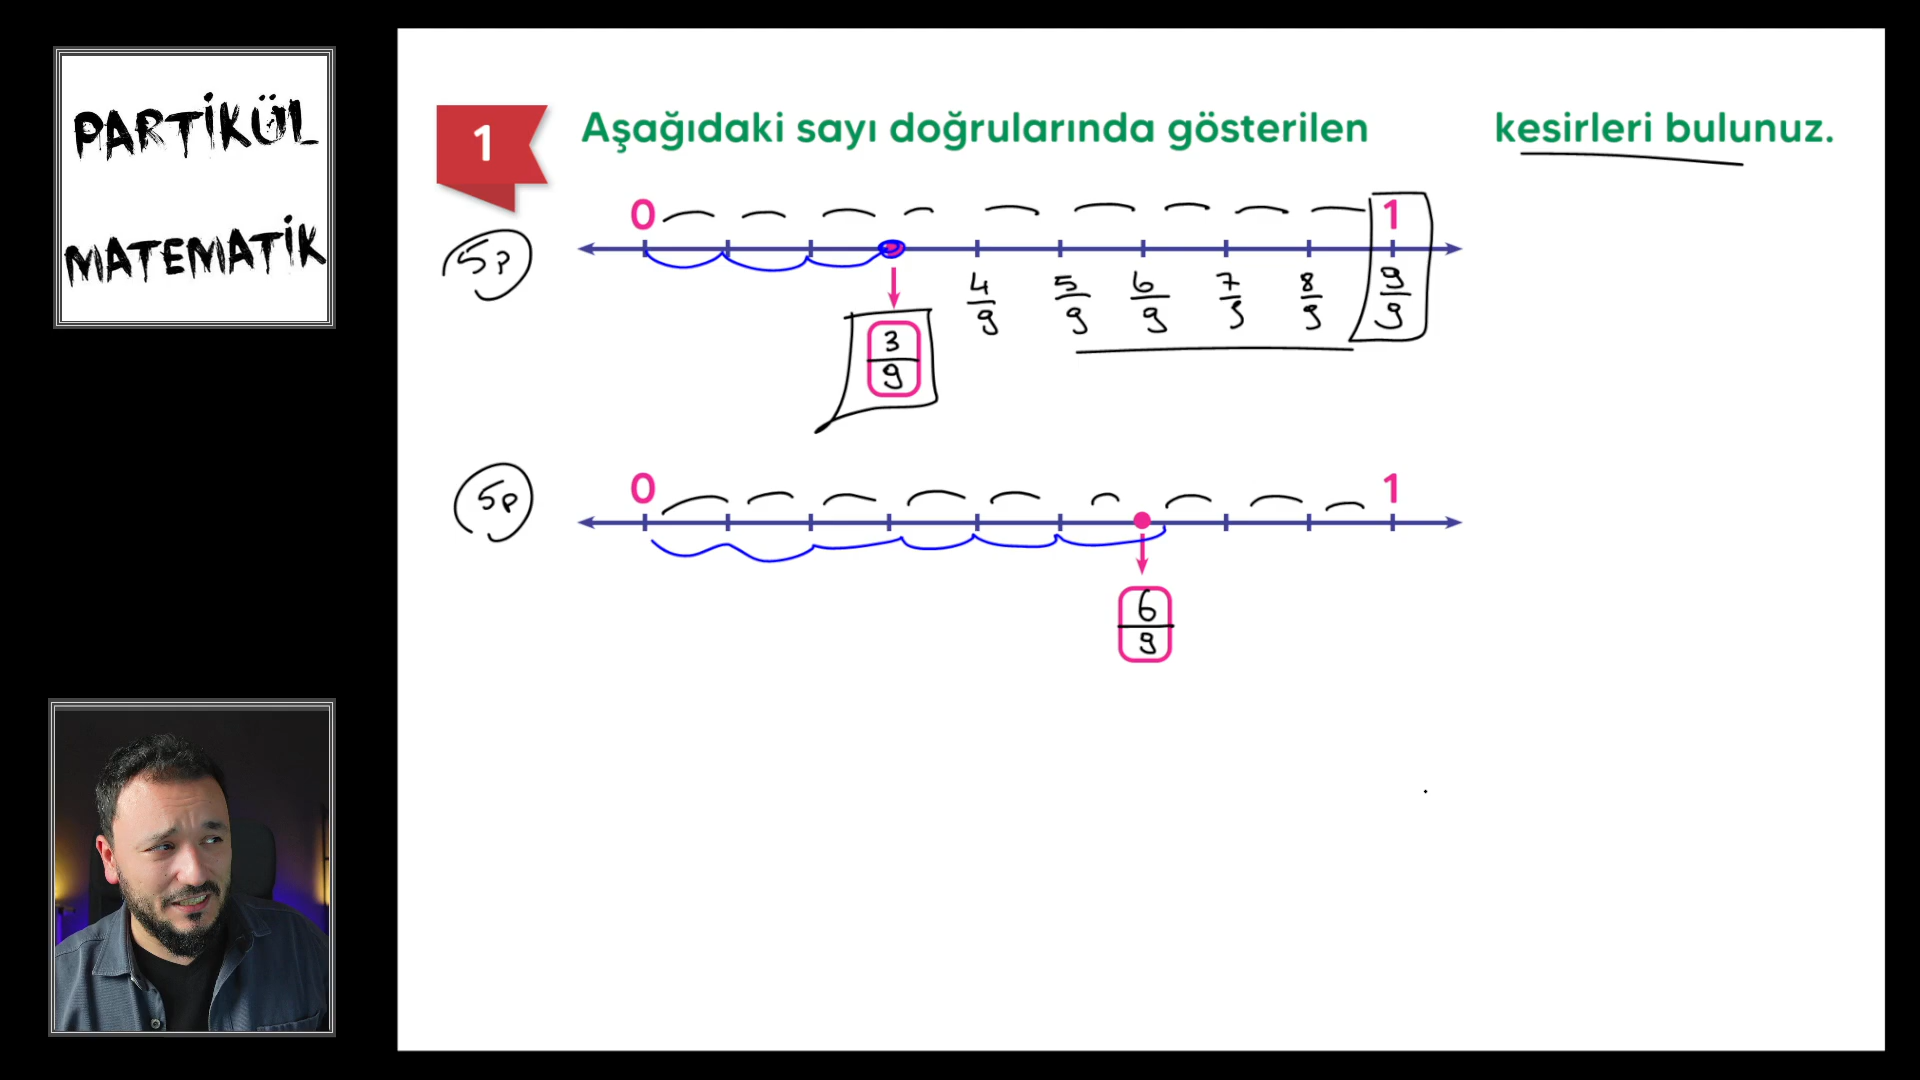 PARTİKÜL
MATEMATİK
1
Aşağıdaki sayı doğrularında gösterilen kesirleri bulunuz.
5p
0 1
3/9 4/9 5/9 6/9 7/9 8/9 9/9
5p
0 1
6/9